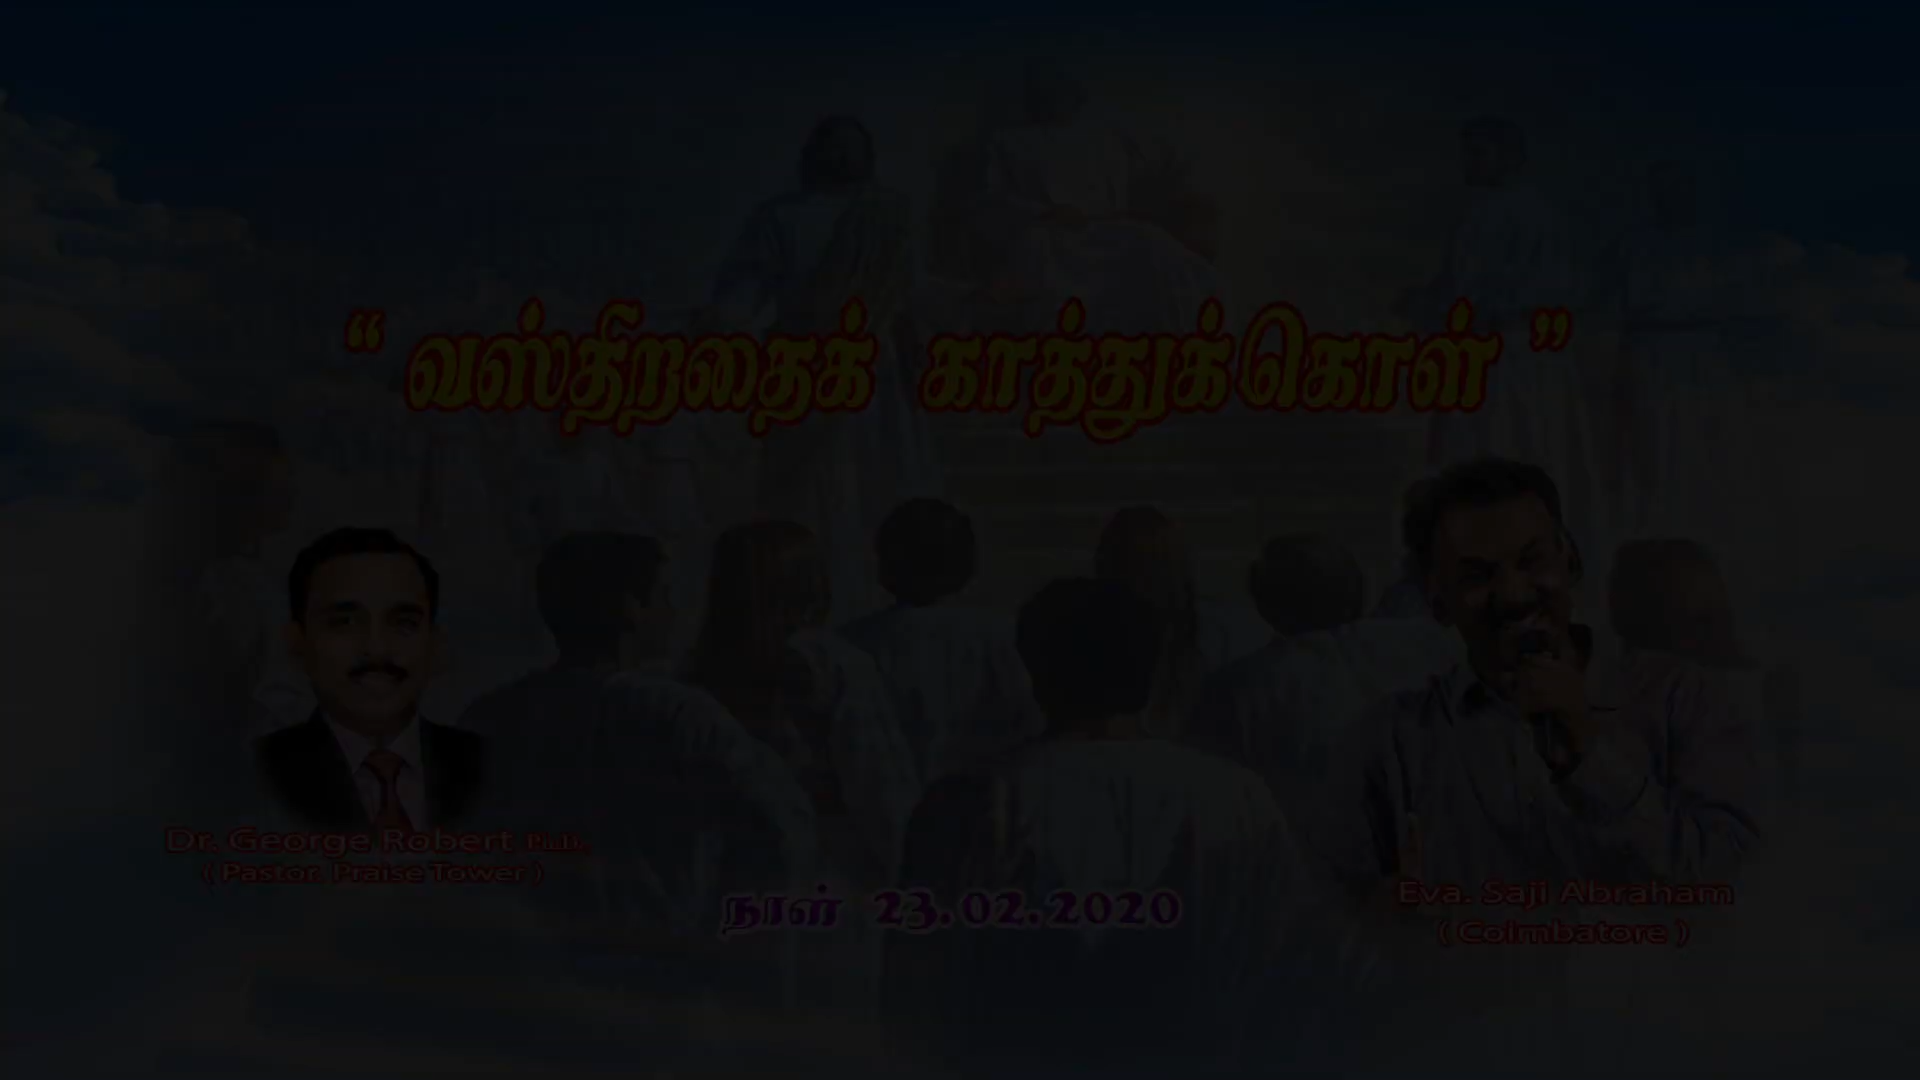 “ வஸ்திரதைக் காத்துக்கொள் ”
Dr. George Robert Ph.D.
( Pastor. Praise Tower )
நாள் 23.02.2020
Eva. Saji Abraham
( Coimbatore )